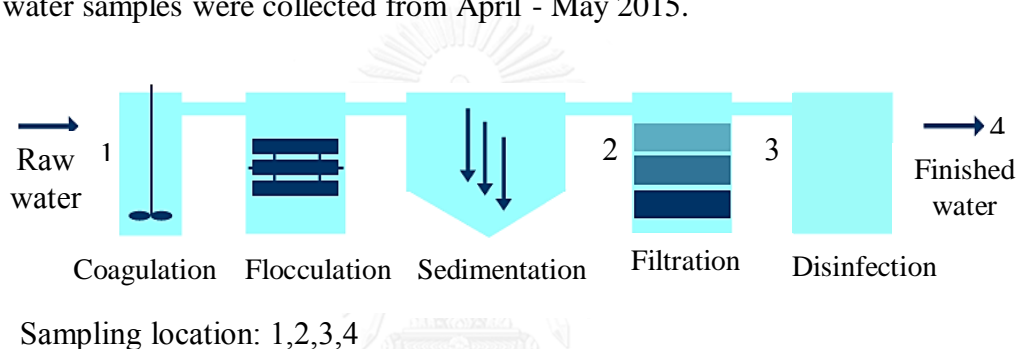 water samples were collected from April - May 2015.
1
2
3
4
Raw
water
Finished
water
Coagulation Flocculation Sedimentation Filtration Disinfection
Sampling location: 1,2,3,4